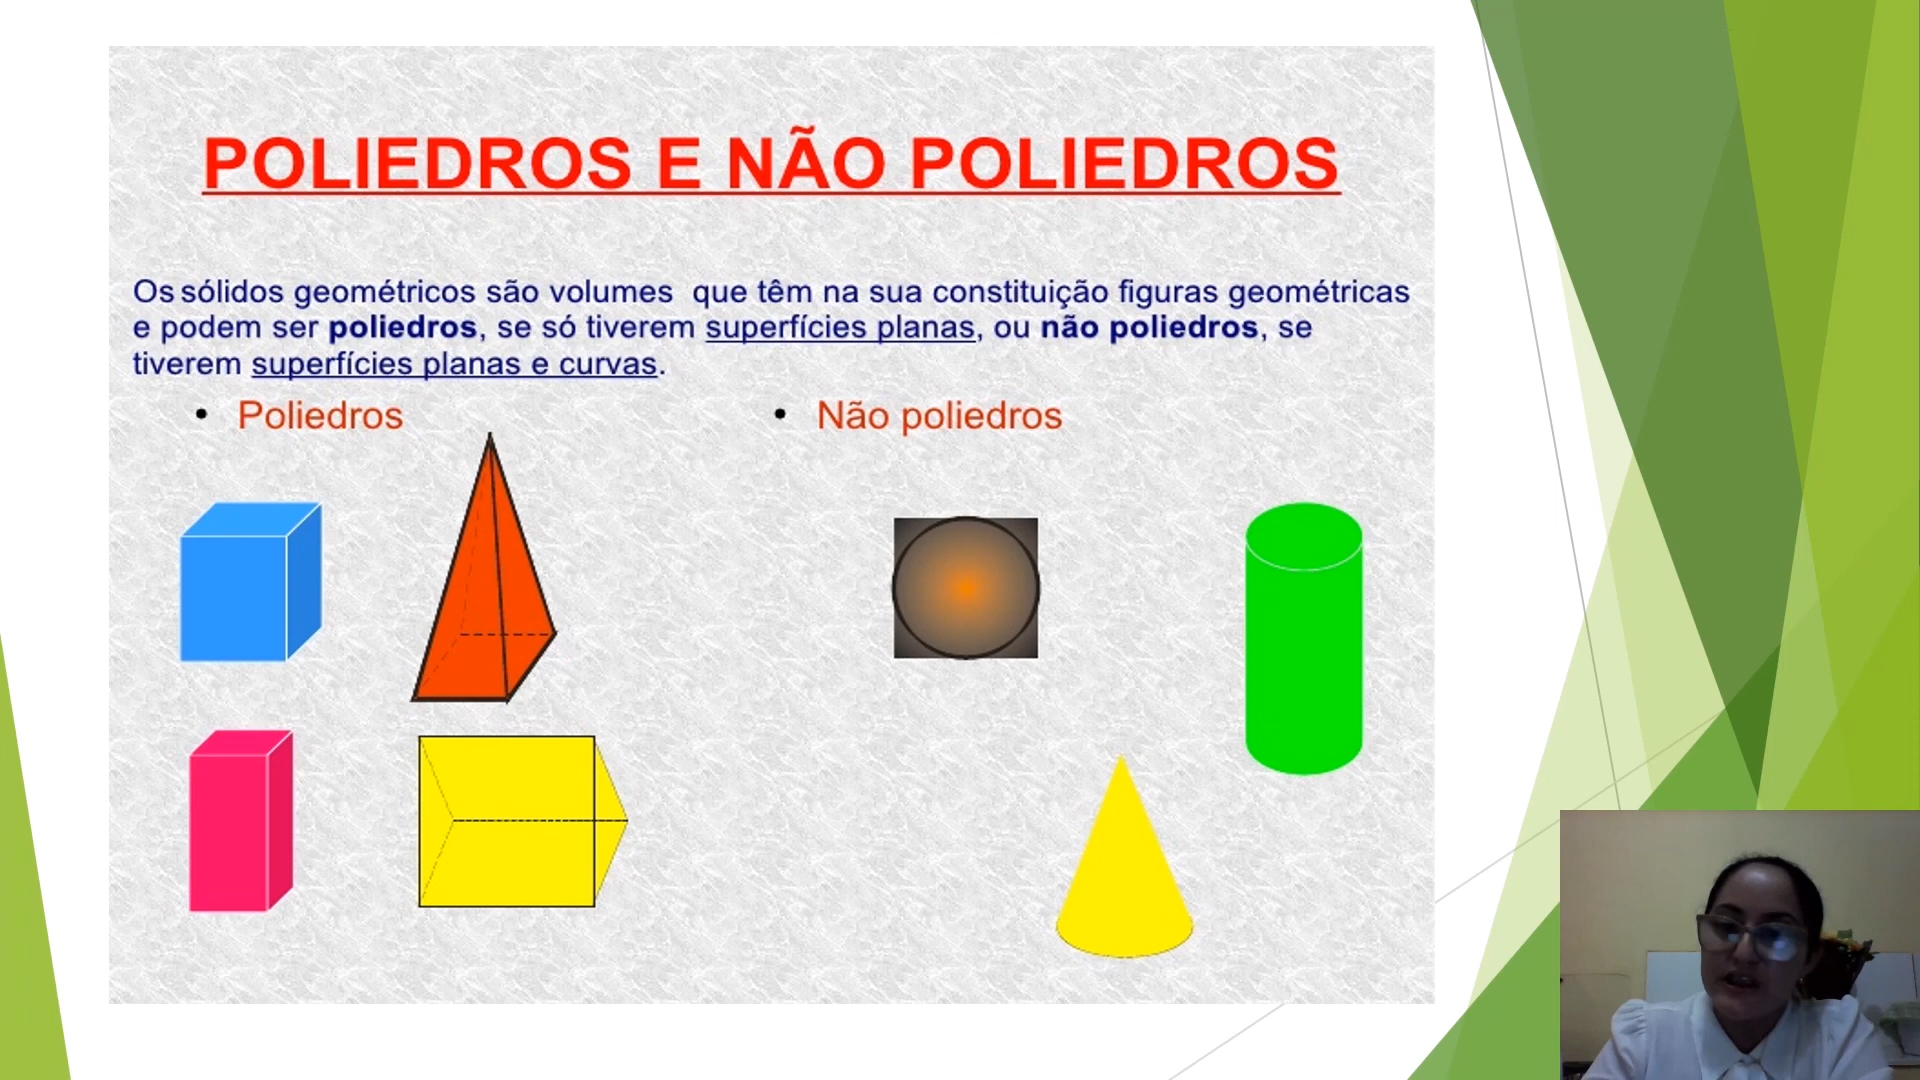 POLIEDROS E NÃO POLIEDROS
Os sólidos geométricos são volumes que têm na sua constituição figuras geométricas
e podem ser poliedros, se só tiverem superfícies planas, ou não poliedros, se
tiverem superfícies planas e curvas.
• Poliedros
• Não poliedros